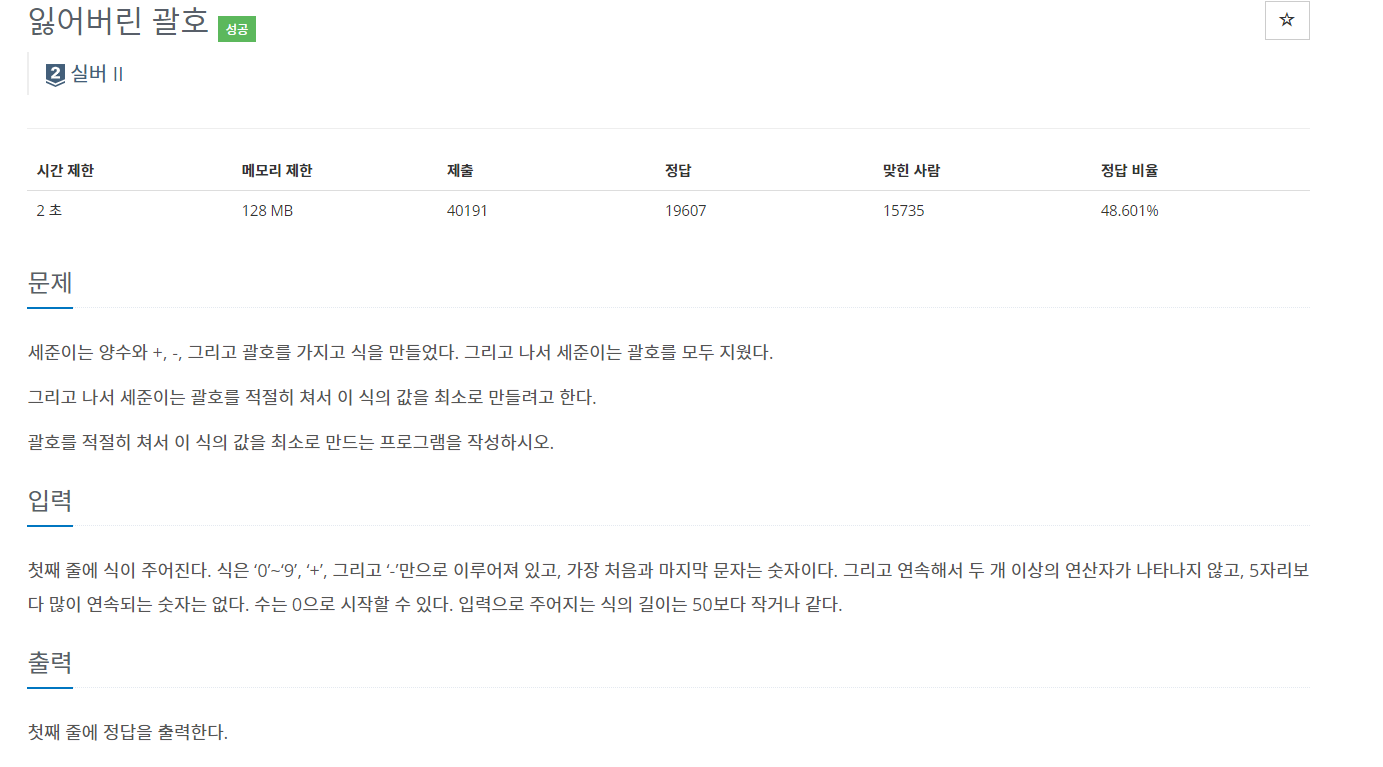 잃어버린 괄호 성공
☆
2 실버 II
시간 제한 메모리 제한 제출 정답 맞힌 사람 정답 비율
2 초 128 MB 40191 19607 15735 48.601%
문제
세준이는 양수와 +, -, 그리고 괄호를 가지고 식을 만들었다. 그리고 나서 세준이는 괄호를 모두 지웠다.
그리고 나서 세준이는 괄호를 적절히 쳐서 이 식의 값을 최소로 만들려고 한다.
괄호를 적절히 쳐서 이 식의 값을 최소로 만드는 프로그램을 작성하시오.
입력
첫째 줄에 식이 주어진다. 식은 ‘0’~‘9’, ‘+’, 그리고 ‘-’만으로 이루어져 있고, 가장 처음과 마지막 문자는 숫자이다. 그리고 연속해서 두 개 이상의 연산자가 나타나지 않고, 5자리보
다 많이 연속되는 숫자는 없다. 수는 0으로 시작할 수 있다. 입력으로 주어지는 식의 길이는 50보다 작거나 같다.
출력
첫째 줄에 정답을 출력한다.